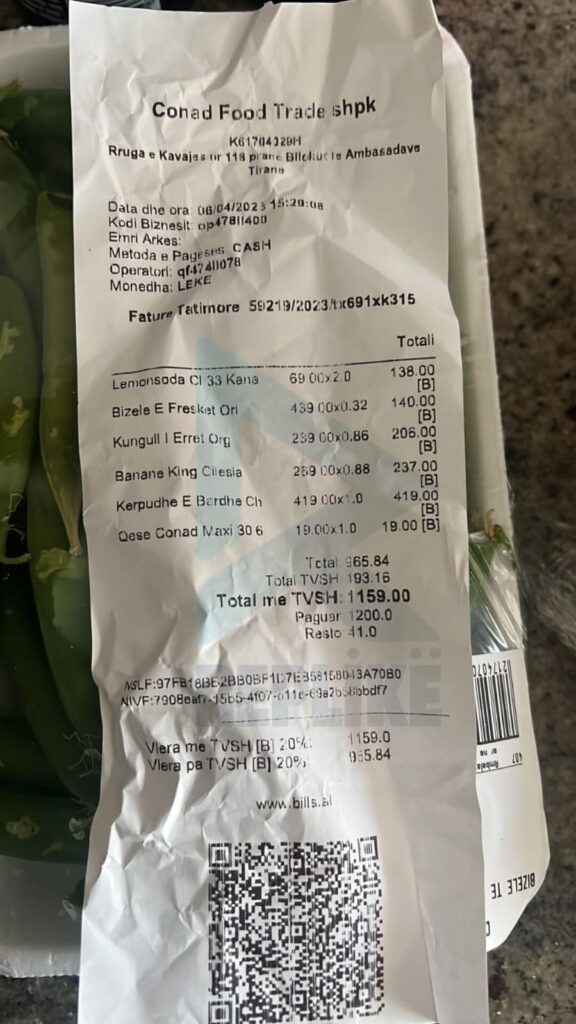 Conad Food Trade shpk
K61704329H
Rruga e Kavajes nr 118 prane Bllokut te Ambasadave
Tirane
Data dhe ora: 06/04/2023 15:29:08
Kodi Biznesit: op478ll400
Emri Arkes:
Metoda e Pageses: CASH
Operatori: qf474ll078
Monedha: LEKE
Fature Tatimore 59219/2023/tx691xk315
Totali
Lemonsoda Cl 33 Kana 69.00x2.0 138.00 [B]
Bizele E Fresket Ori 439.00x0.32 140.00 [B]
Kungull I Erret Org 239.00x0.86 206.00 [B]
Banane King Cilesia 269.00x0.88 237.00 [B]
Kerpudhe E Bardhe Ch 419.00x1.0 419.00 [B]
Qese Conad Maxi 30 6 19.00x1.0 19.00 [B]
Total 965.84
Total TVSH 193.16
Total me TVSH: 1159.00
Paguar 1200.0
Resto 41.0
NSLF:
NIVF:
Vlera me TVSH [B] 20%: 1159.0
Vlera pa TVSH [B] 20% 965.84
www.bills.al
BIZELE TE